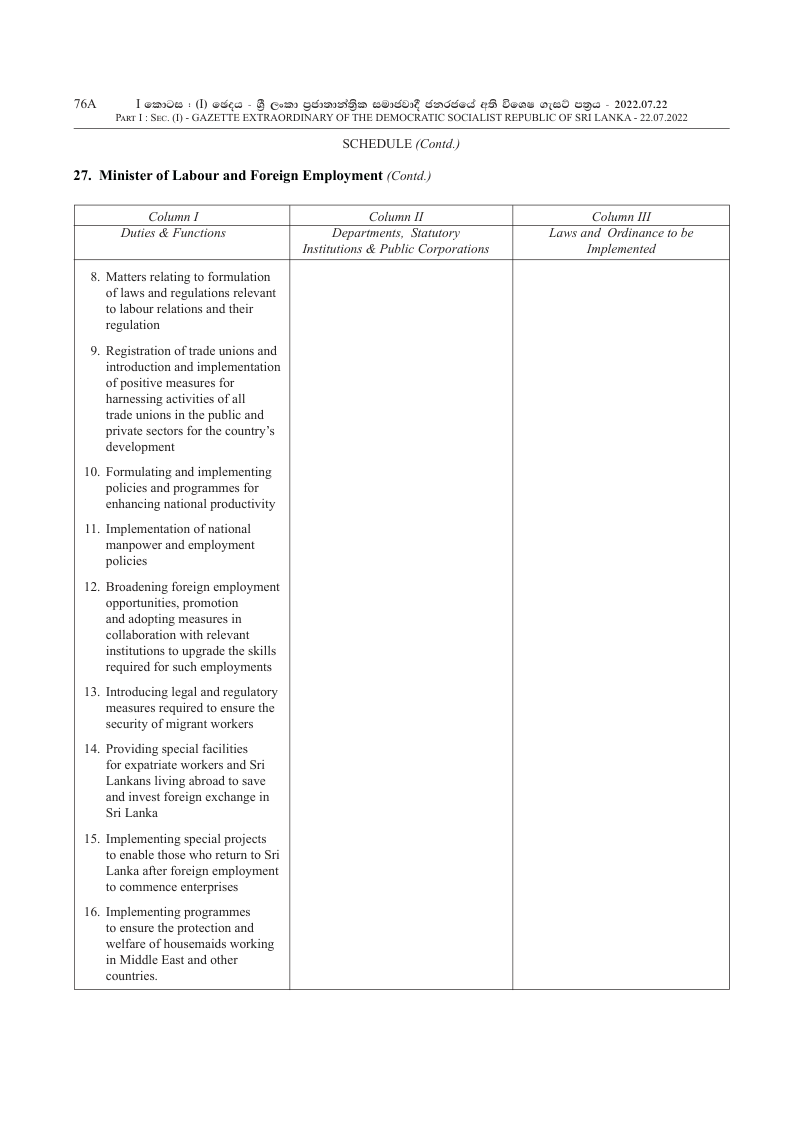 76A
I කොටස : (I) ඡෙදය - ශ්‍රී ලංකා ප්‍රජාතාන්ත්‍රික සමාජවාදී ජනරජයේ අති විශෙෂ ගැසට් පත්‍රය - 2022.07.22
PART I : SEC. (I) - GAZETTE EXTRAORDINARY OF THE DEMOCRATIC SOCIALIST REPUBLIC OF SRI LANKA - 22.07.2022
SCHEDULE (Contd.)
27. Minister of Labour and Foreign Employment (Contd.)
Column I
Duties & Functions
Column II
Departments, Statutory
Institutions & Public Corporations
Column III
Laws and Ordinance to be
Implemented
8. Matters relating to formulation
of laws and regulations relevant
to labour relations and their
regulation
9. Registration of trade unions and
introduction and implementation
of positive measures for
harnessing activities of all
trade unions in the public and
private sectors for the country's
development
10. Formulating and implementing
policies and programmes for
enhancing national productivity
11. Implementation of national
manpower and employment
policies
12. Broadening foreign employment
opportunities, promotion
and adopting measures in
collaboration with relevant
institutions to upgrade the skills
required for such employments
13. Introducing legal and regulatory
measures required to ensure the
security of migrant workers
14. Providing special facilities
for expatriate workers and Sri
Lankans living abroad to save
and invest foreign exchange in
Sri Lanka
15. Implementing special projects
to enable those who return to Sri
Lanka after foreign employment
to commence enterprises
16. Implementing programmes
to ensure the protection and
welfare of housemaids working
in Middle East and other
countries.